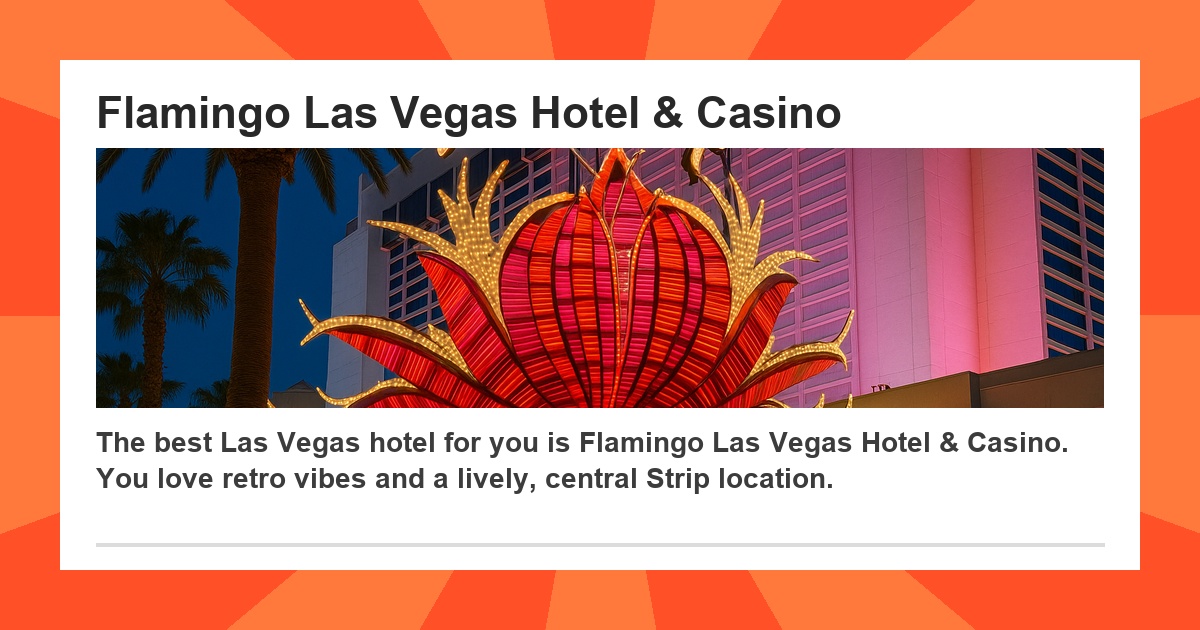 Flamingo Las Vegas Hotel & Casino
The best Las Vegas hotel for you is Flamingo Las Vegas Hotel & Casino.
You love retro vibes and a lively, central Strip location.